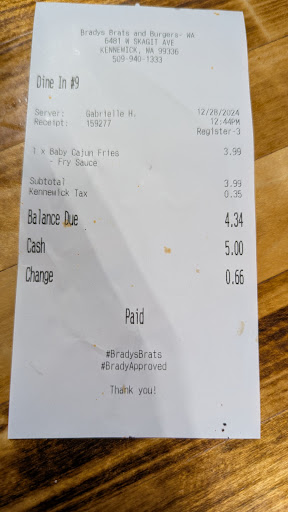 Bradys Brats and Burgers- WA
6481 W SKAGIT AVE
KENNEWICK, WA 99336
509-940-1333
Dine In #9
Server: Gabrielle H. 12/28/2024
Receipt: 159277 12:44PM
Register-3
1 x Baby Cajun Fries 3.99
- Fry Sauce
Subtotal 3.99
Kennewick Tax 0.35
Balance Due 4.34
Cash 5.00
Change 0.66
Paid
#BradysBrats
#BradyApproved
Thank you!